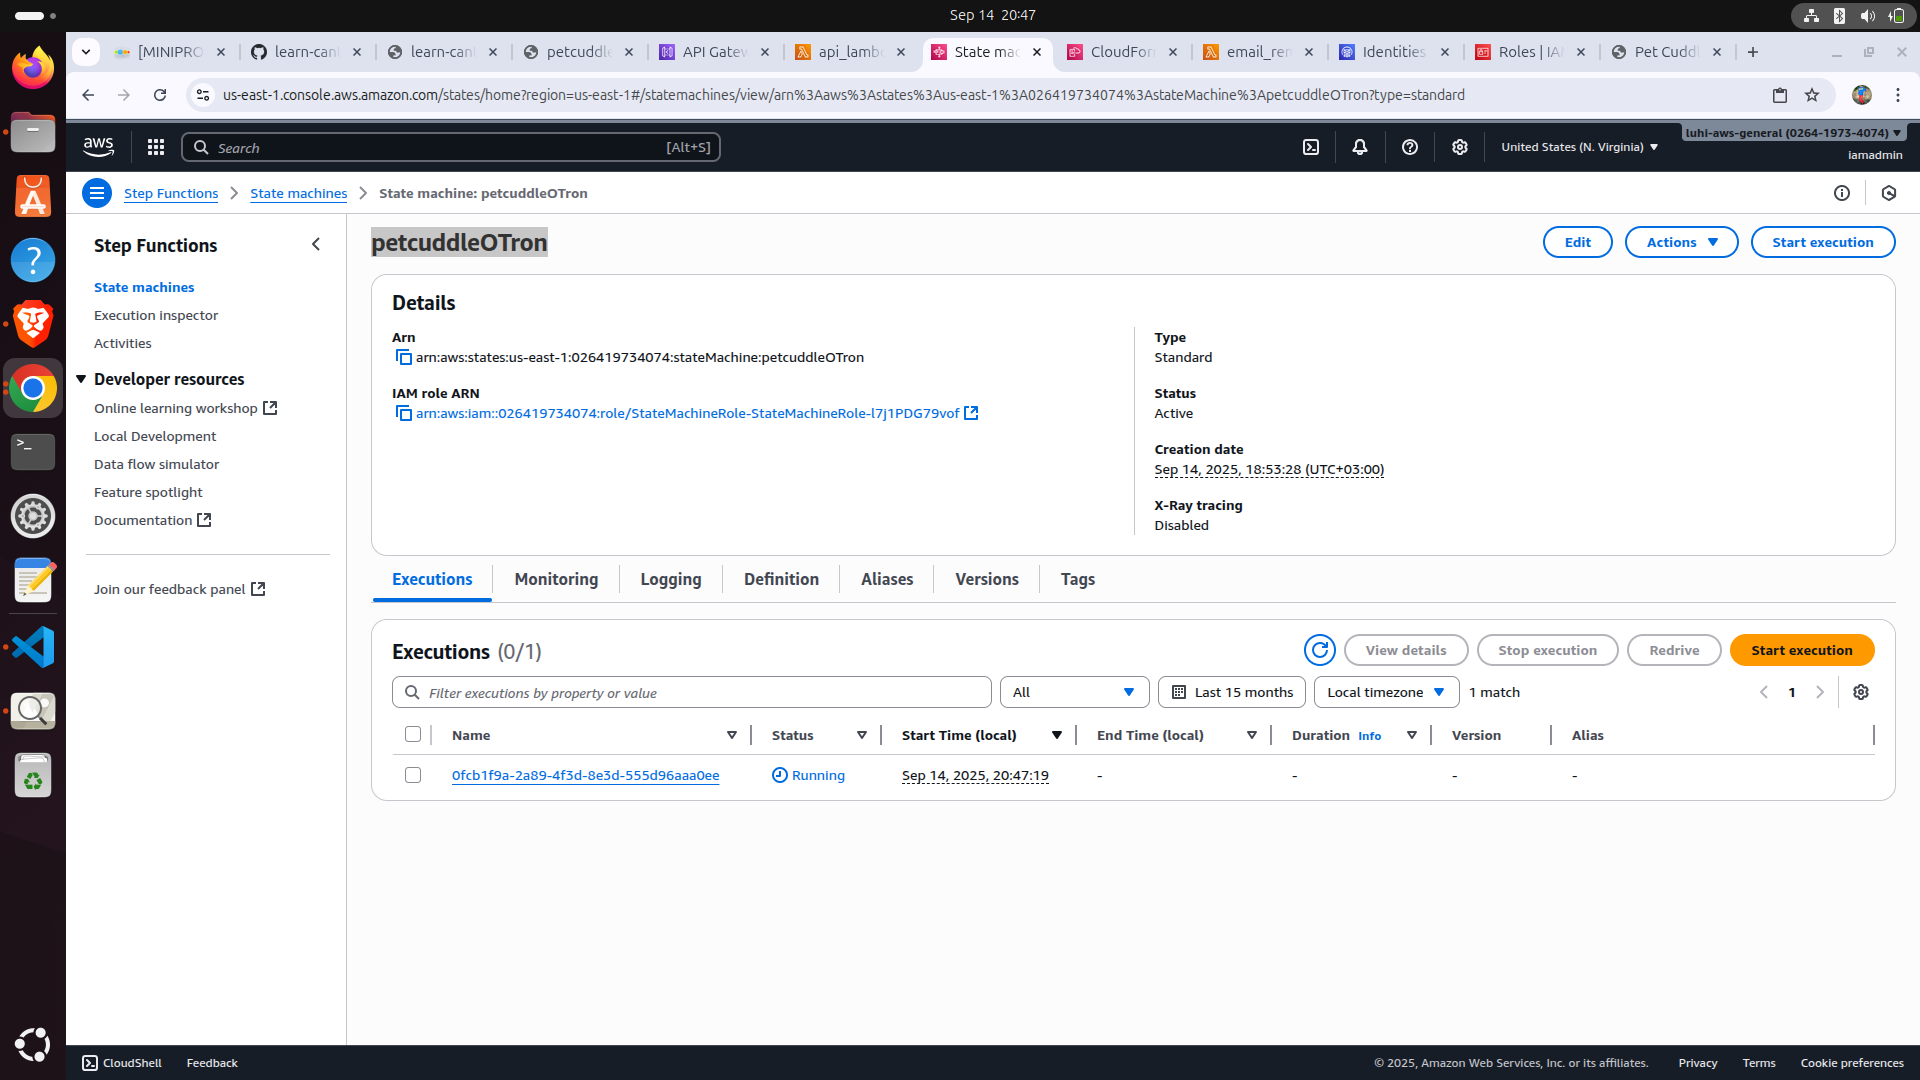 Sep 14 20:47
[MINIPRO
learn-can
learn-can
petcuddle
API Gatew
api_lamb
State mac
CloudForm
email_rem
Identities
Roles | IA
Pet Cuddl
us-east-1.console.aws.amazon.com/states/home?region=us-east-1#/statemachines/view/arn%3Aaws%3Astates%3Aus-east-1%3A026419734074%3AstateMachine%3ApetcuddleOTron?type=standard
aws
Search [Alt+S]
United States (N. Virginia)
luhi-aws-general (0264-1973-4074)
iamadmin
Step Functions
State machines
State machine: petcuddleOTron
Step Functions
State machines
Execution inspector
Activities
Developer resources
Online learning workshop
Local Development
Data flow simulator
Feature spotlight
Documentation
Join our feedback panel
petcuddleOTron
Edit
Actions
Start execution
Details
Arn
arn:aws:states:us-east-1:026419734074:stateMachine:petcuddleOTron
IAM role ARN
arn:aws:iam::026419734074:role/StateMachineRole-StateMachineRole-l7j1PDG79vof
Type
Standard
Status
Active
Creation date
Sep 14, 2025, 18:53:28 (UTC+03:00)
X-Ray tracing
Disabled
Executions
Monitoring
Logging
Definition
Aliases
Versions
Tags
Executions (0/1)
View details
Stop execution
Redrive
Start execution
Filter executions by property or value
All
Last 15 months
Local timezone
1 match
1
Name
Status
Start Time (local)
End Time (local)
Duration Info
Version
Alias
0fcb1f9a-2a89-4f3d-8e3d-555d96aaa0ee
Running
Sep 14, 2025, 20:47:19
-
-
-
-
CloudShell
Feedback
© 2025, Amazon Web Services, Inc. or its affiliates.
Privacy
Terms
Cookie preferences